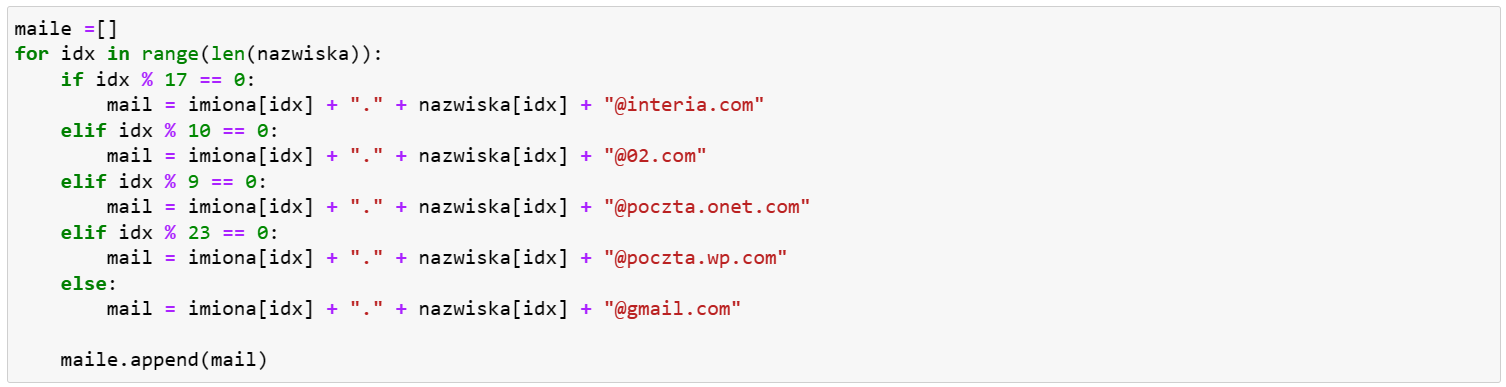 maile =[]
for idx in range(len(nazwiska)):
    if idx % 17 == 0:
        mail = imiona[idx] + "." + nazwiska[idx] + "@interia.com"
    elif idx % 10 == 0:
        mail = imiona[idx] + "." + nazwiska[idx] + "@02.com"
    elif idx % 9 == 0:
        mail = imiona[idx] + "." + nazwiska[idx] + "@poczta.onet.com"
    elif idx % 23 == 0:
        mail = imiona[idx] + "." + nazwiska[idx] + "@poczta.wp.com"
    else:
        mail = imiona[idx] + "." + nazwiska[idx] + "@gmail.com"

    maile.append(mail)